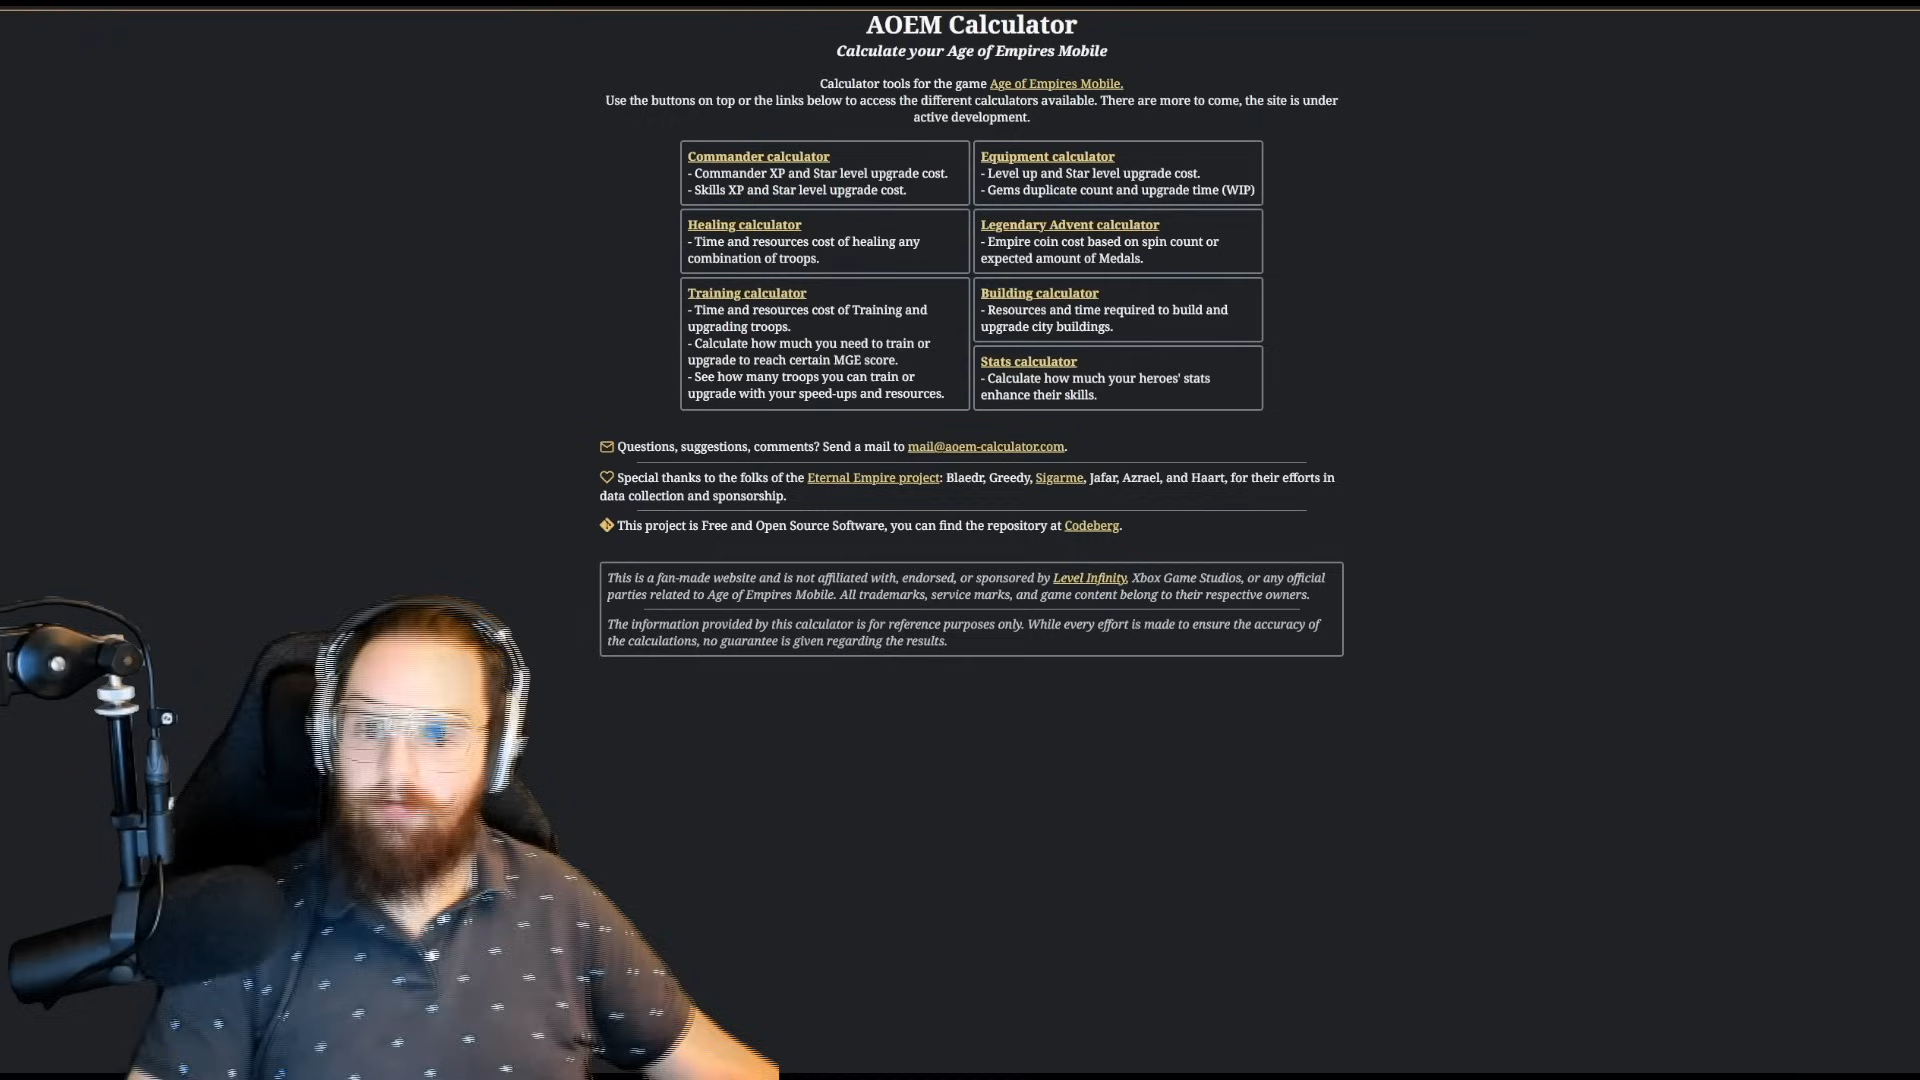 AOEM Calculator
Calculate your Age of Empires Mobile
Calculator tools for the game Age of Empires Mobile.
Use the buttons on top or the links below to access the different calculators available. There are more to come, the site is under
active development.
Commander calculator
- Commander XP and Star level upgrade cost.
- Skills XP and Star level upgrade cost.
Equipment calculator
- Level up and Star level upgrade cost.
- Gems duplicate count and upgrade time (WIP)
Healing calculator
- Time and resources cost of healing any
combination of troops.
Legendary Advent calculator
- Empire coin cost based on spin count or
expected amount of Medals.
Training calculator
- Time and resources cost of Training and
upgrading troops.
- Calculate how much you need to train or
upgrade to reach certain MGE score.
- See how many troops you can train or
upgrade with your speed-ups and resources.
Building calculator
- Resources and time required to build and
upgrade city buildings.
Stats calculator
- Calculate how much your heroes' stats
enhance their skills.
Questions, suggestions, comments? Send a mail to mail@aoem-calculator.com.
Special thanks to the folks of the Eternal Empire project: Blaedr, Greedy, Sigarme, Jafar, Azrael, and Haart, for their efforts in
data collection and sponsorship.
This project is Free and Open Source Software, you can find the repository at Codeberg.
This is a fan-made website and is not affiliated with, endorsed, or sponsored by Level Infinity, Xbox Game Studios, or any official
parties related to Age of Empires Mobile. All trademarks, service marks, and game content belong to their respective owners.
The information provided by this calculator is for reference purposes only. While every effort is made to ensure the accuracy of
the calculations, no guarantee is given regarding the results.